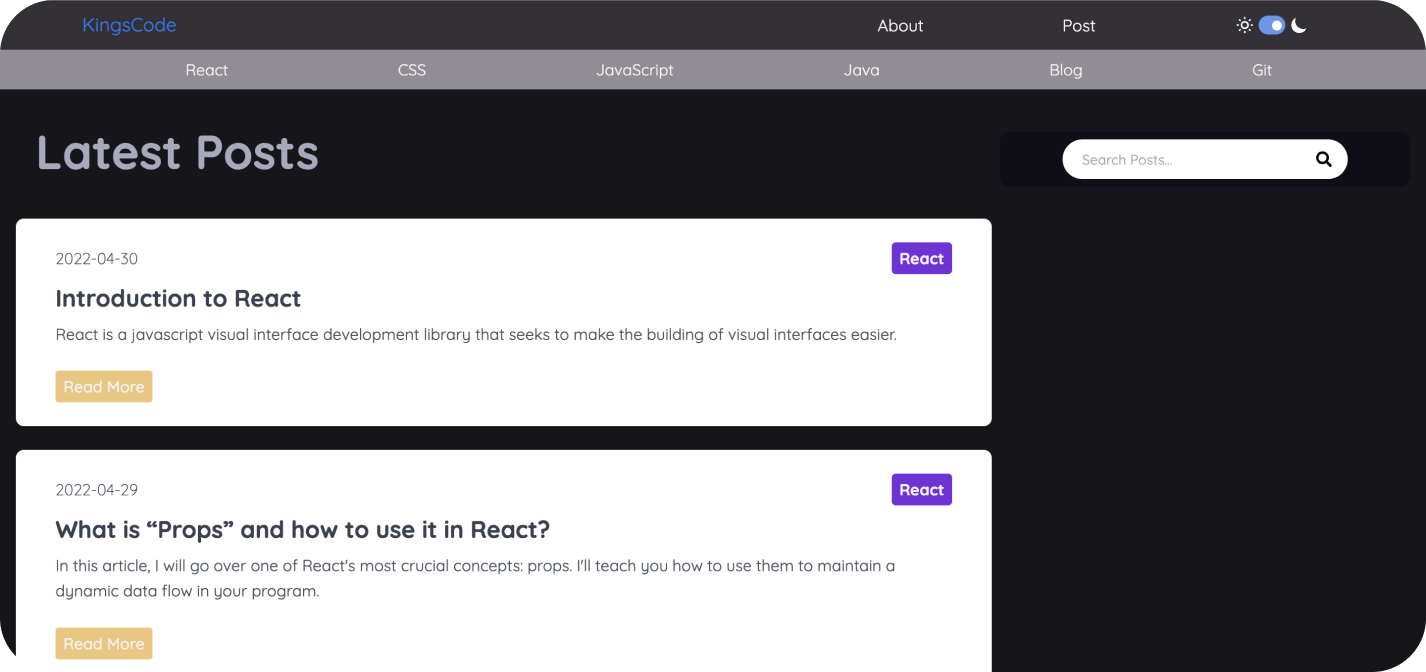 KingsCode About Post
React CSS JavaScript Java Blog Git
Latest Posts
Search Posts...
2022-04-30 React
Introduction to React
React is a javascript visual interface development library that seeks to make the building of visual interfaces easier.
Read More
2022-04-29 React
What is “Props” and how to use it in React?
In this article, I will go over one of React's most crucial concepts: props. I'll teach you how to use them to maintain a
dynamic data flow in your program.
Read More